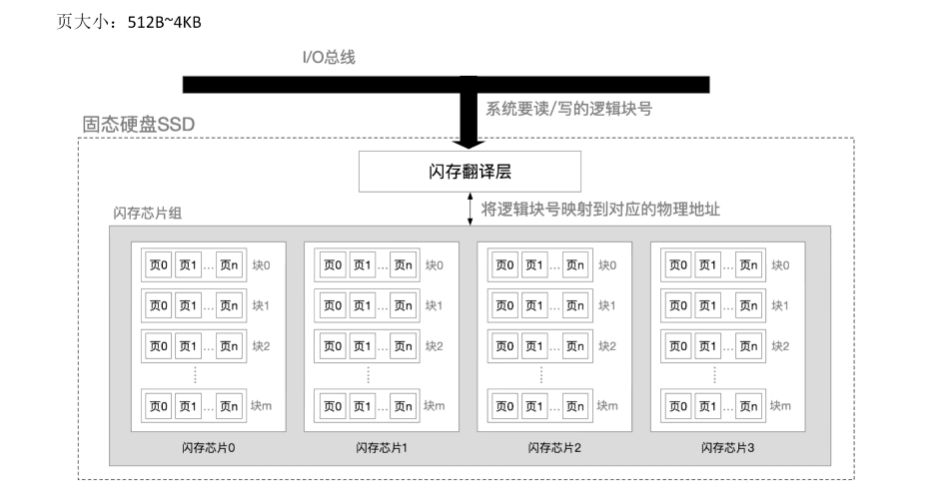 页大小：512B~4KB
I/O总线
系统要读/写的逻辑块号
固态硬盘SSD
闪存翻译层
将逻辑块号映射到对应的物理地址
闪存芯片组
页0 页1 … 页n 块0 页0 页1 … 页n 块0 页0 页1 … 页n 块0 页0 页1 … 页n 块0
页0 页1 … 页n 块1 页0 页1 … 页n 块1 页0 页1 … 页n 块1 页0 页1 … 页n 块1
页0 页1 … 页n 块2 页0 页1 … 页n 块2 页0 页1 … 页n 块2 页0 页1 … 页n 块2
页0 页1 … 页n 块m 页0 页1 … 页n 块m 页0 页1 … 页n 块m 页0 页1 … 页n 块m
闪存芯片0 闪存芯片1 闪存芯片2 闪存芯片3